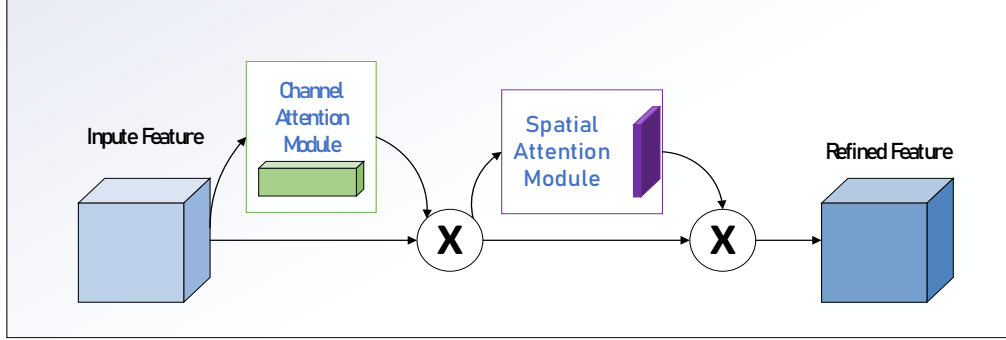 Inpute Feature
Channel
Attention
Module
X
Spatial
Attention
Module
X
Refined Feature